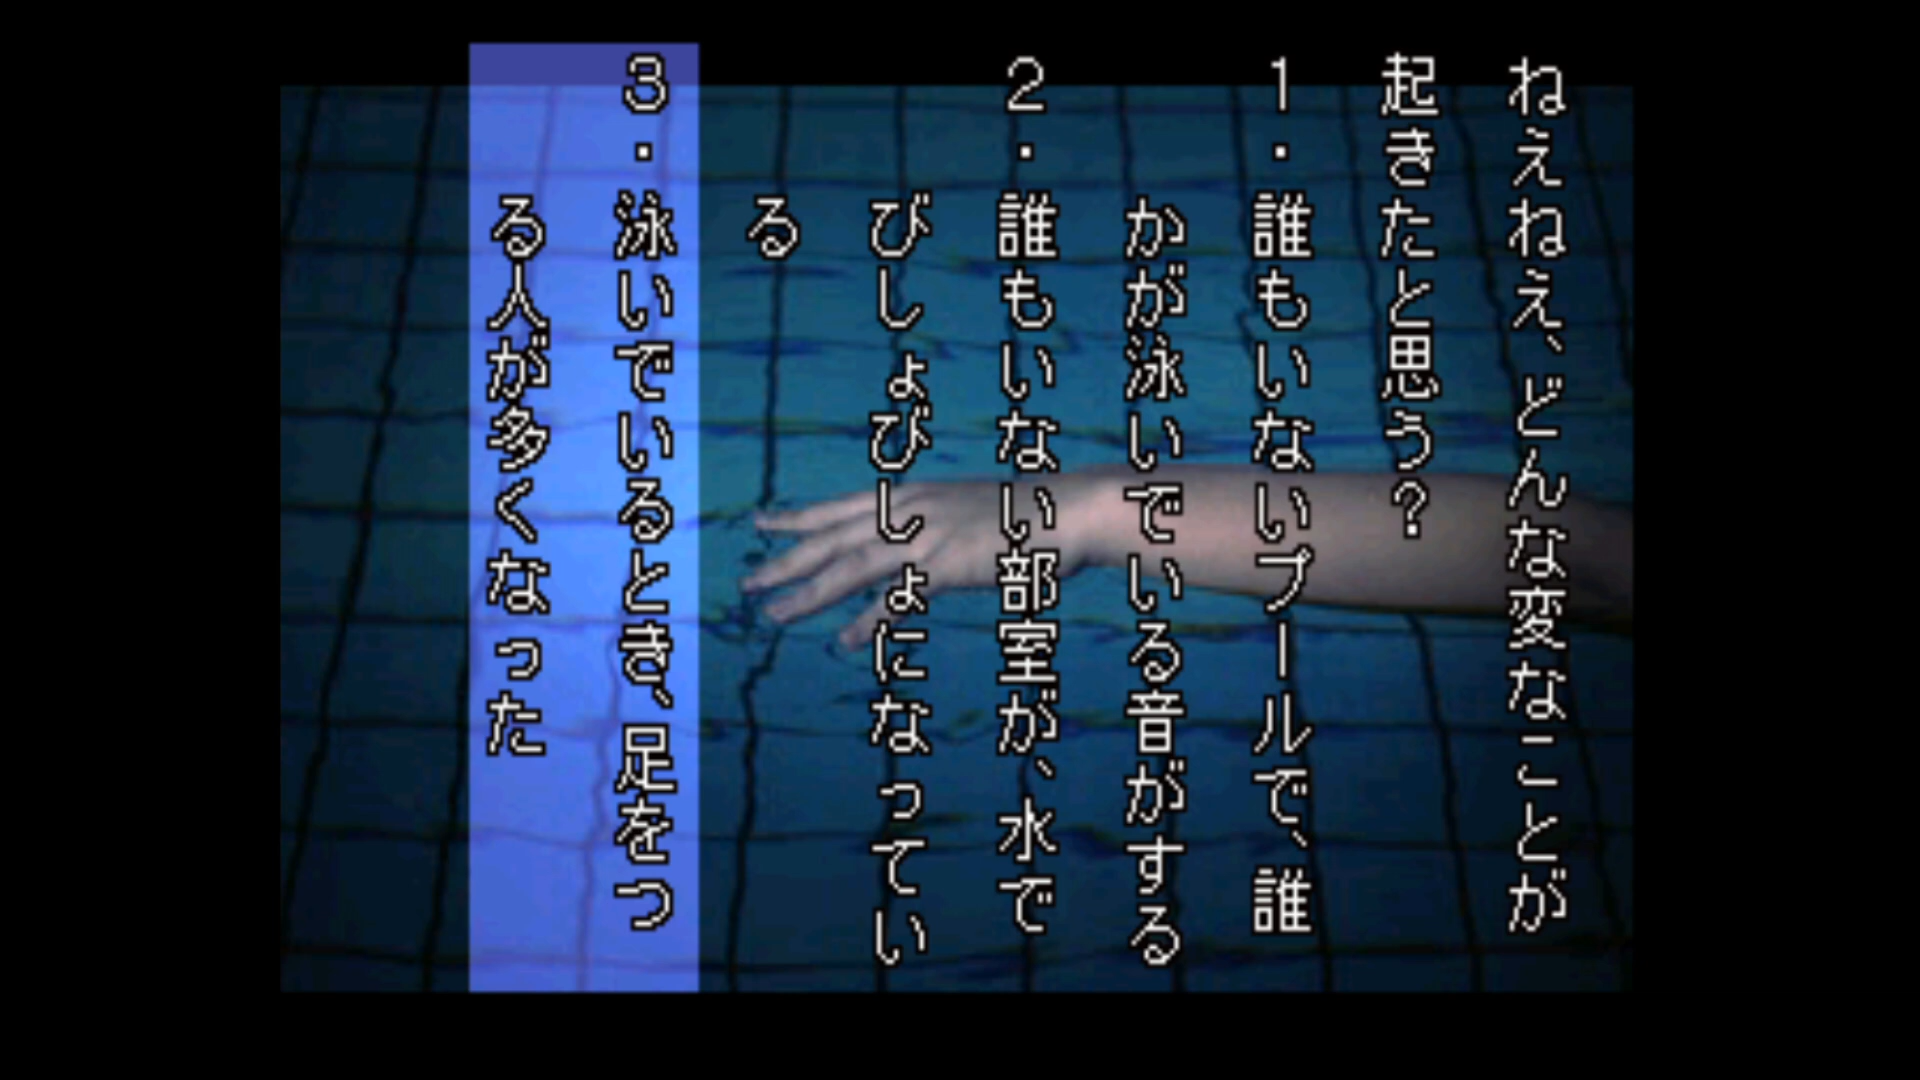 ねえねえ、どんな変なことが
起きたと思う?
1・誰もいないプールで、誰
かが泳いでいる音がする
2・誰もいない部室が、水で
びしょびしょになってい
る
3・泳いでいるとき、足をつ
る人が多くなった